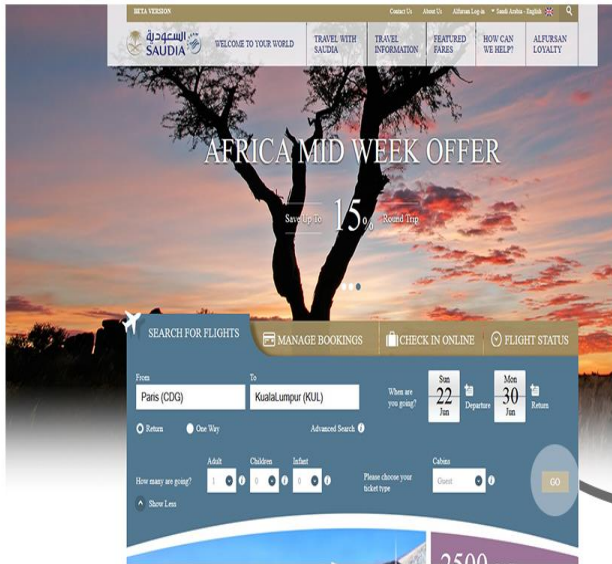 BETA VERSION
Contact Us About Us Alfursan Log-in Saudi Arabia - English
السعودية
SAUDIA
WELCOME TO YOUR WORLD
TRAVEL WITH
SAUDIA
TRAVEL
INFORMATION
FEATURED
FARES
HOW CAN
WE HELP?
ALFURSAN
LOYALTY
AFRICA MID WEEK OFFER
Save Up To 15% Round Trip
SEARCH FOR FLIGHTS
MANAGE BOOKINGS
CHECK IN ONLINE
FLIGHT STATUS
From
To
Paris (CDG)
KualaLumpur (KUL)
When are
you going?
Sun
22
Jun
Departure
Mon
30
Jun
Return
Return
One Way
Advanced Search
How many are going?
Adult
1
Children
0
Infant
0
Please choose your
ticket type
Cabins
Guest
GO
Show Less
2500